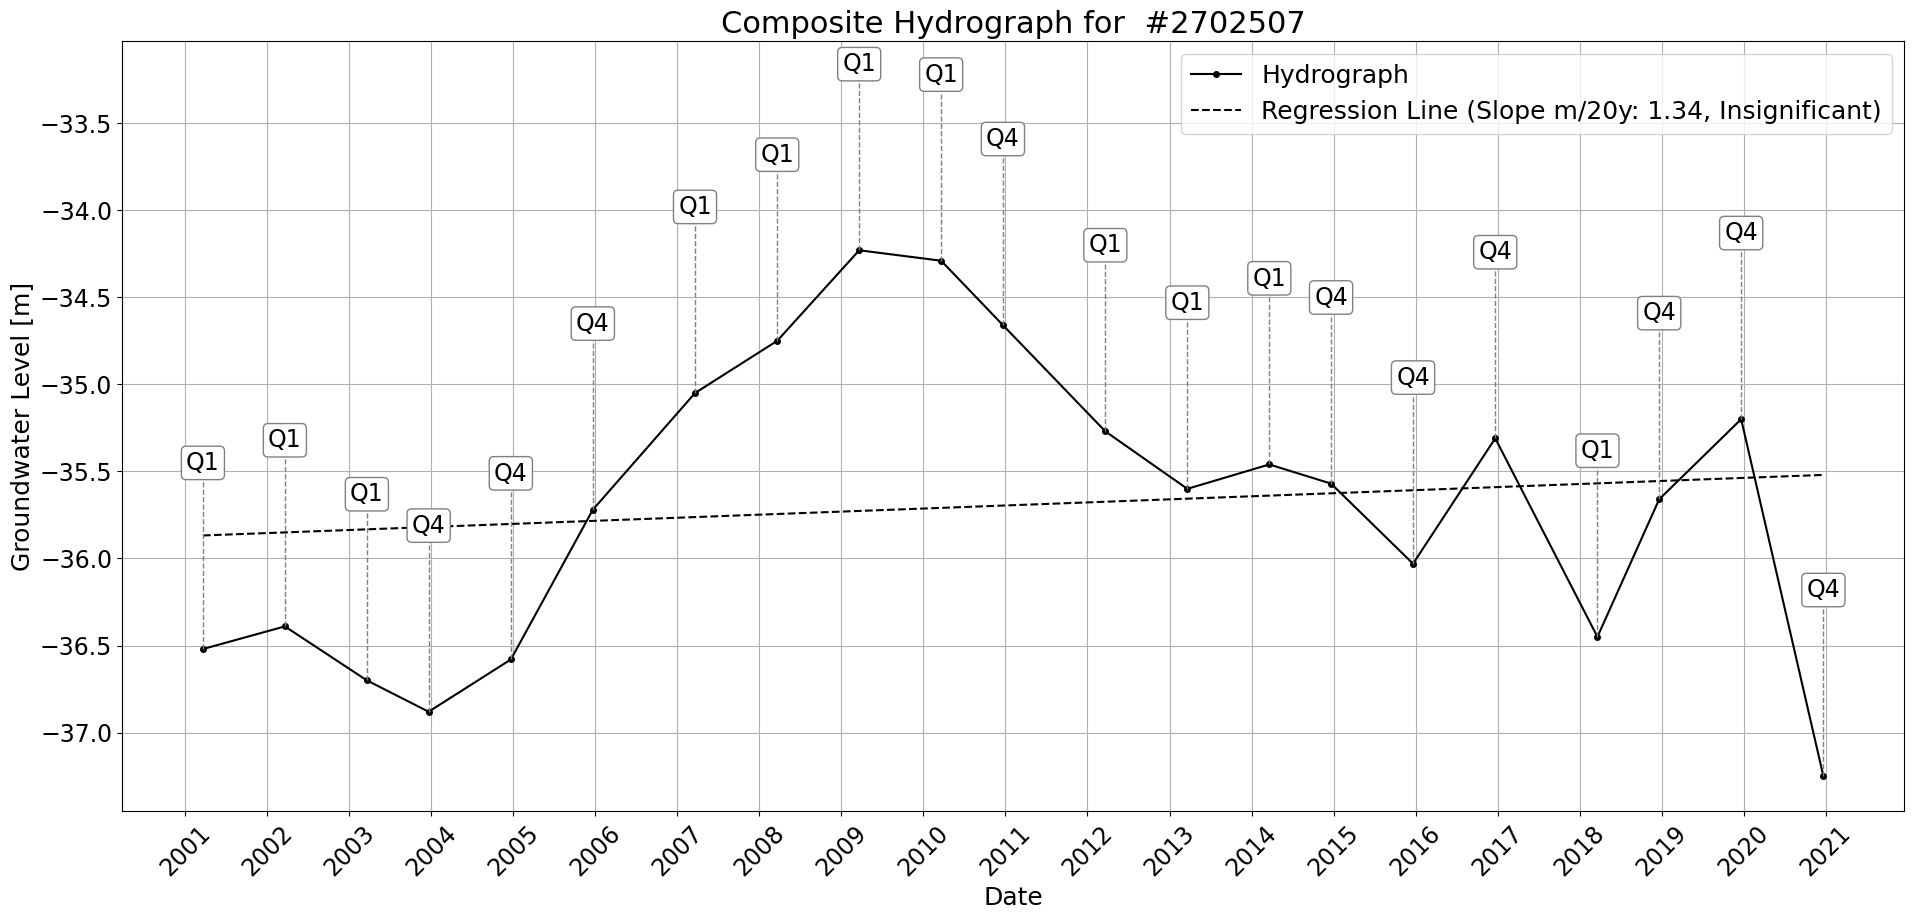 Composite Hydrograph for  #2702507
Hydrograph
Regression Line (Slope m/20y: 1.34, Insignificant)
Groundwater Level [m]
−33.5
−34.0
−34.5
−35.0
−35.5
−36.0
−36.5
−37.0
Q1
Q1
Q1
Q4
Q4
Q4
Q1
Q1
Q1
Q1
Q4
Q1
Q1
Q1
Q4
Q4
Q4
Q1
Q4
Q4
Q4
2001
2002
2003
2004
2005
2006
2007
2008
2009
2010
2011
2012
2013
2014
2015
2016
2017
2018
2019
2020
2021
Date